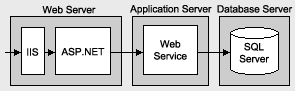 Web Server
Application Server
Database Server
IIS
ASP.NET
Web
Service
SQL
Server